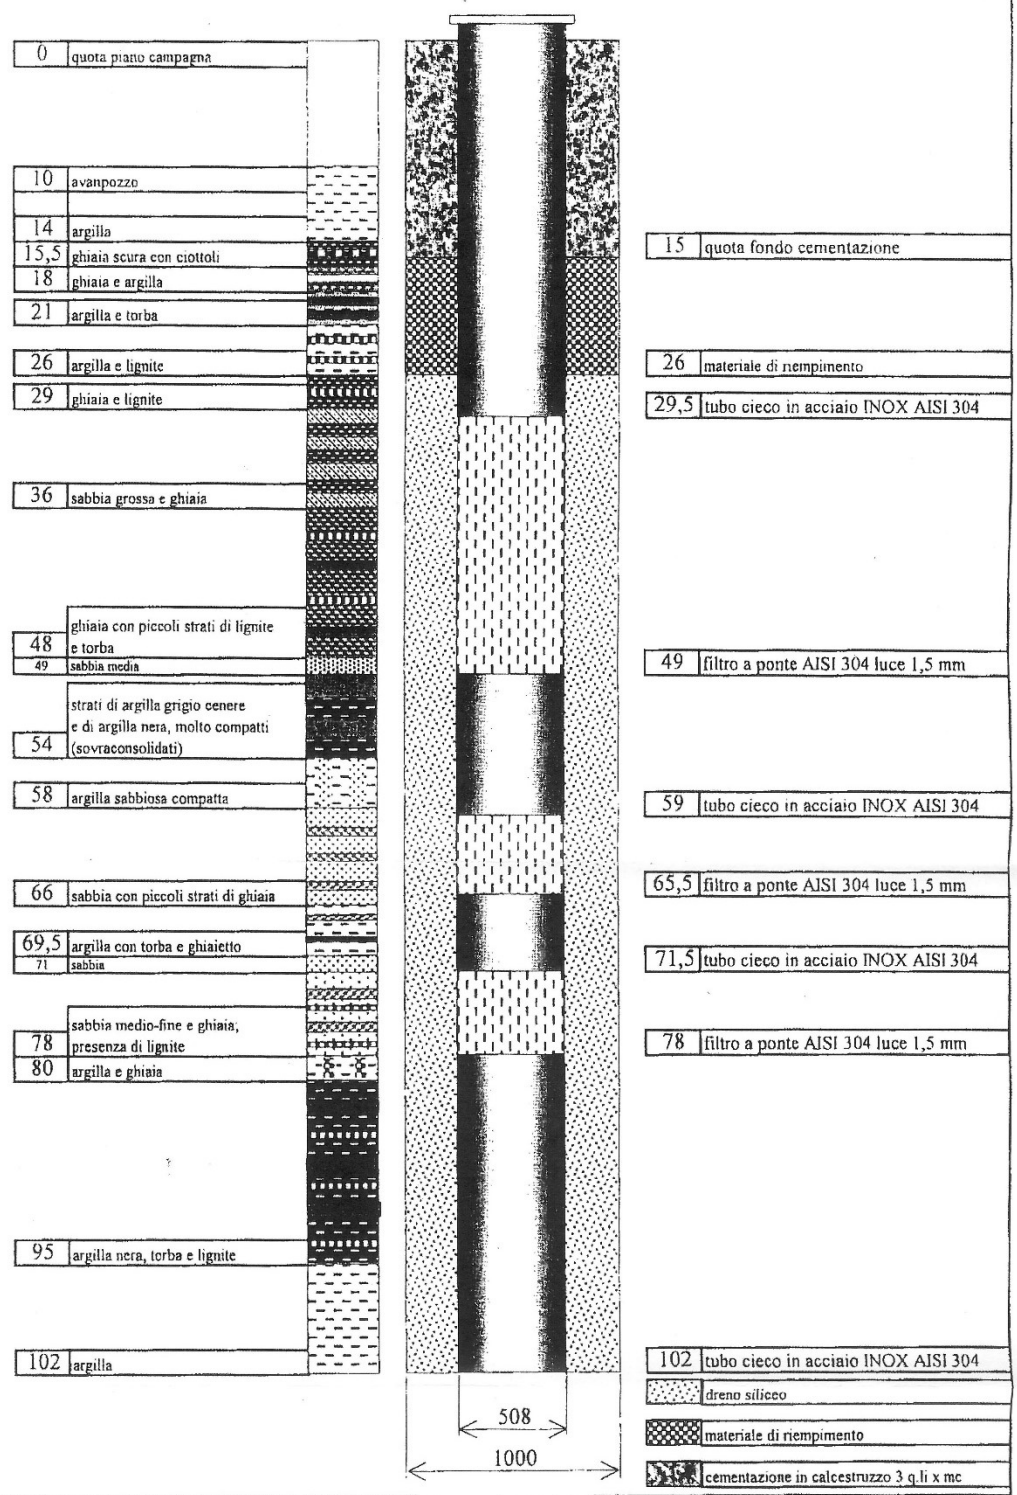 0 quota piano campagna
10 avanpozzo
14 argilla
15,5 ghiaia scura con ciottoli
18 ghiaia e argilla
21 argilla e torba
26 argilla e lignite
29 ghiaia e lignite
36 sabbia grossa e ghiaia
ghiaia con piccoli strati di lignite
48 e torba
49 sabbia media
strati di argilla grigio cenere
e di argilla nera, molto compatti
54 (sovraconsolidati)
58 argilla sabbiosa compatta
66 sabbia con piccoli strati di ghiaia
69,5 argilla con torba e ghiaietto
71 sabbia
sabbia medio-fine e ghiaia;
78 presenza di lignite
80 argilla e ghiaia
95 argilla nera, torba e lignite
102 argilla
15 quota fondo cementazione
26 materiale di riempimento
29,5 tubo cieco in acciaio INOX AISI 304
49 filtro a ponte AISI 304 luce 1,5 mm
59 tubo cieco in acciaio INOX AISI 304
65,5 filtro a ponte AISI 304 luce 1,5 mm
71,5 tubo cieco in acciaio INOX AISI 304
78 filtro a ponte AISI 304 luce 1,5 mm
102 tubo cieco in acciaio INOX AISI 304
dreno siliceo
materiale di riempimento
cementazione in calcestruzzo 3 q.li x mc
508
1000